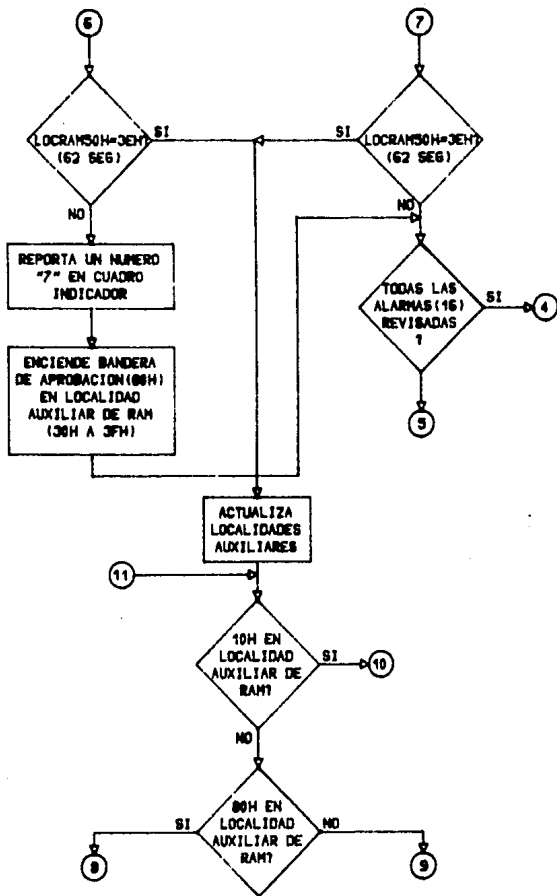 6
7
LOCRAM50H=3EH?
(62 SEG)
SI
NO
SI
LOCRAM50H=3EH?
(62 SEG)
NO
REPORTA UN NUMERO
"7" EN CUADRO
INDICADOR
TODAS LAS
ALARMAS(16)
REVISADAS
?
SI
4
5
ENCIENDE BANDERA
DE APROBACION(80H)
EN LOCALIDAD
AUXILIAR DE RAM
(30H A 3FH)
ACTUALIZA
LOCALIDADES
AUXILIARES
11
10H EN
LOCALIDAD
AUXILIAR DE
RAM?
SI
10
NO
80H EN
LOCALIDAD
AUXILIAR DE
RAM?
SI
NO
8
9